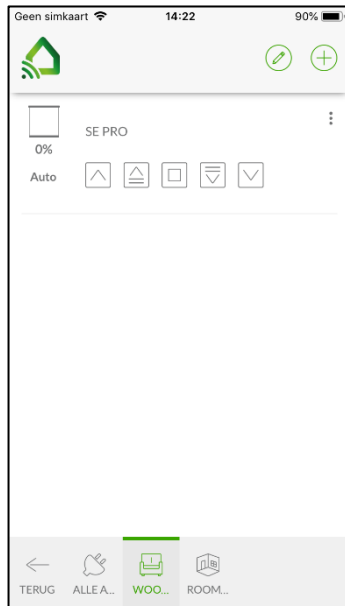 Geen simkaart 14:22 90%
SE PRO
0%
Auto
TERUG ALLE A... WOO... ROOM...